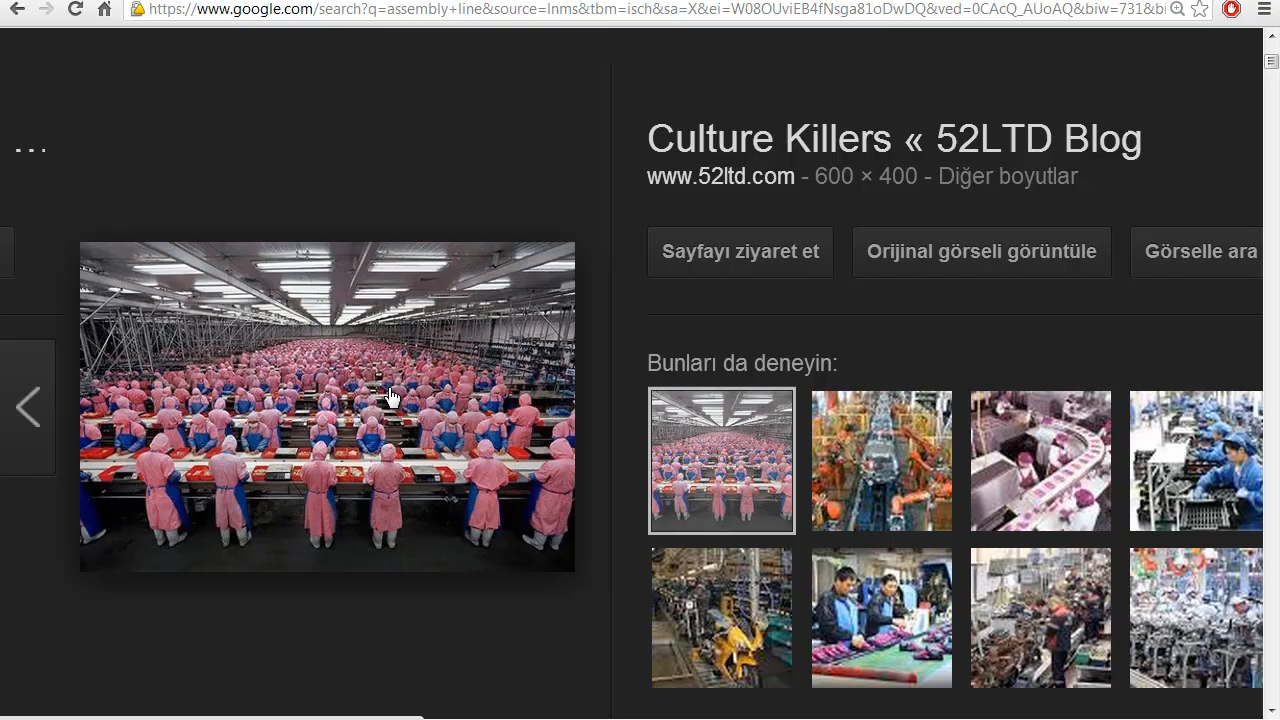 https://www.google.com/search?q=assembly+line&source=lnms&tbm=isch&sa=X&ei=W08OUviEB4fNsga81oDwDQ&ved=0CAcQ_AUoAQ&biw=731&bi
...
Culture Killers « 52LTD Blog
www.52ltd.com - 600 × 400 - Diğer boyutlar
Sayfayı ziyaret et
Orijinal görseli görüntüle
Görselle ara
Bunları da deneyin: